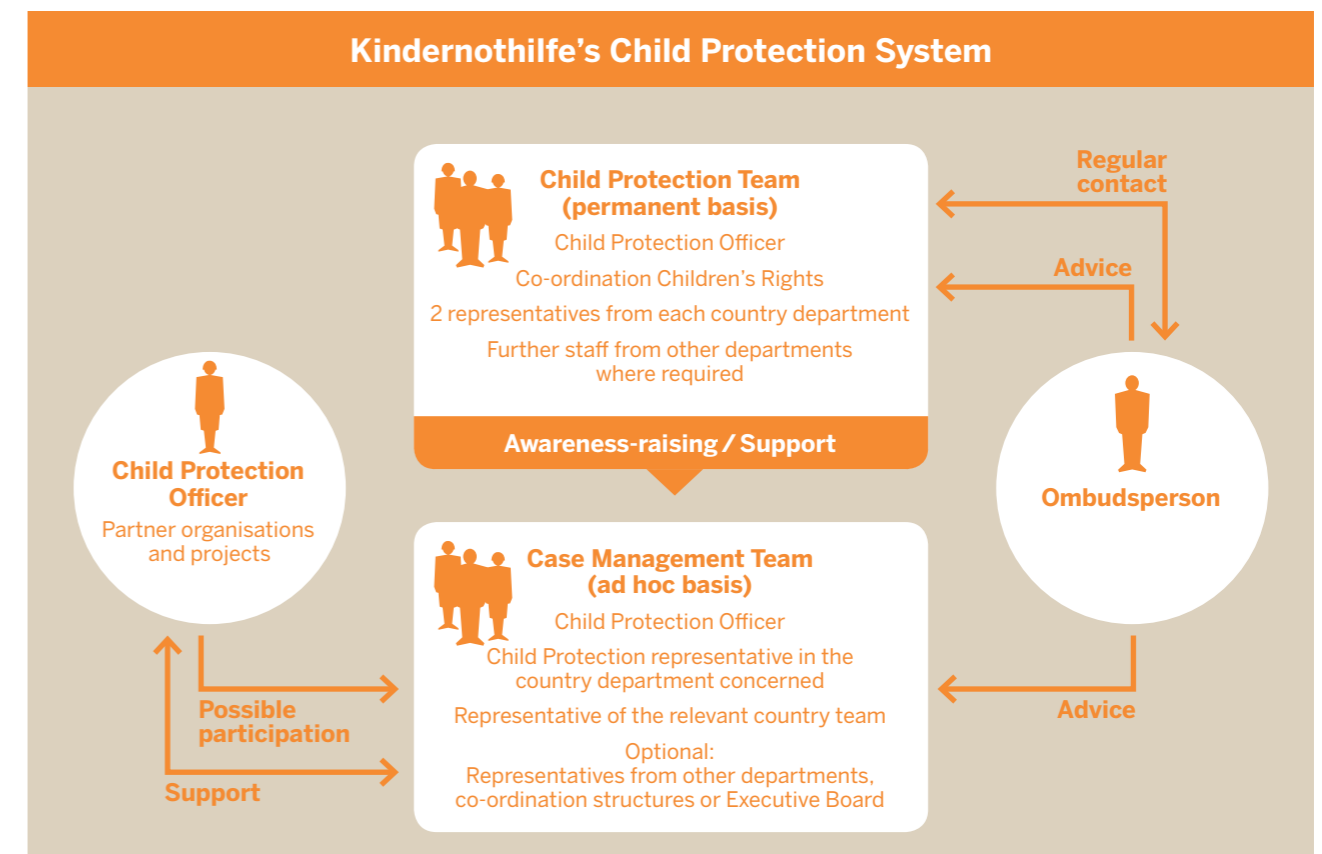 Kindernothilfe’s Child Protection System
Child Protection Team
(permanent basis)
Child Protection Officer
Co-ordination Children’s Rights
2 representatives from each country department
Further staff from other departments
where required
Awareness-raising / Support
Regular
contact
Advice
Child Protection
Officer
Partner organisations
and projects
Ombudsperson
Case Management Team
(ad hoc basis)
Child Protection Officer
Child Protection representative in the
country department concerned
Representative of the relevant country team
Optional:
Representatives from other departments,
co-ordination structures or Executive Board
Possible
participation
Support
Advice